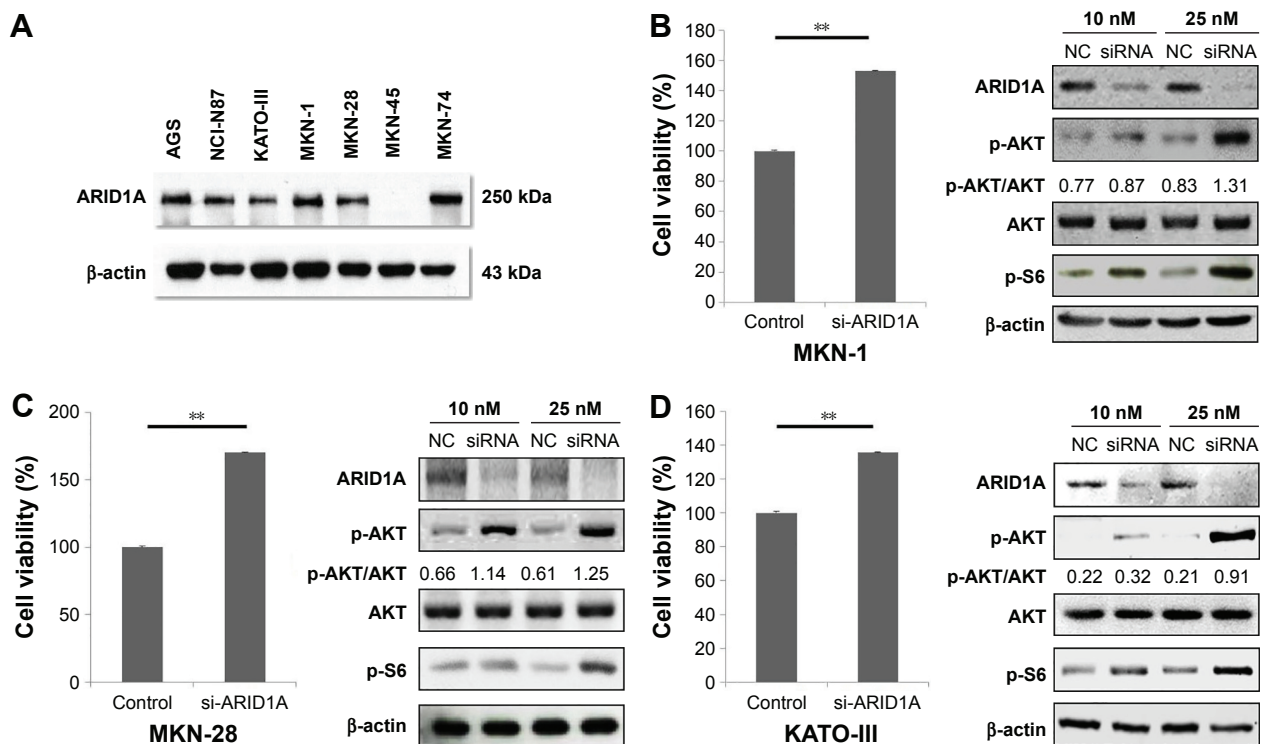 A
AGS
NCI-N87
KATO-III
MKN-1
MKN-28
MKN-45
MKN-74
ARID1A
250 kDa
β-actin
43 kDa
B
Cell viability (%)
180
160
140
120
100
80
60
40
20
0
**
Control si-ARID1A
MKN-1
10 nM 25 nM
NC siRNA NC siRNA
ARID1A
p-AKT
p-AKT/AKT 0.77 0.87 0.83 1.31
AKT
p-S6
β-actin
C
Cell viability (%)
200
150
100
50
0
**
Control si-ARID1A
MKN-28
10 nM 25 nM
NC siRNA NC siRNA
ARID1A
p-AKT
p-AKT/AKT 0.66 1.14 0.61 1.25
AKT
p-S6
β-actin
D
Cell viability (%)
160
140
120
100
80
60
40
20
0
**
Control si-ARID1A
KATO-III
10 nM 25 nM
NC siRNA NC siRNA
ARID1A
p-AKT
p-AKT/AKT 0.22 0.32 0.21 0.91
AKT
p-S6
β-actin